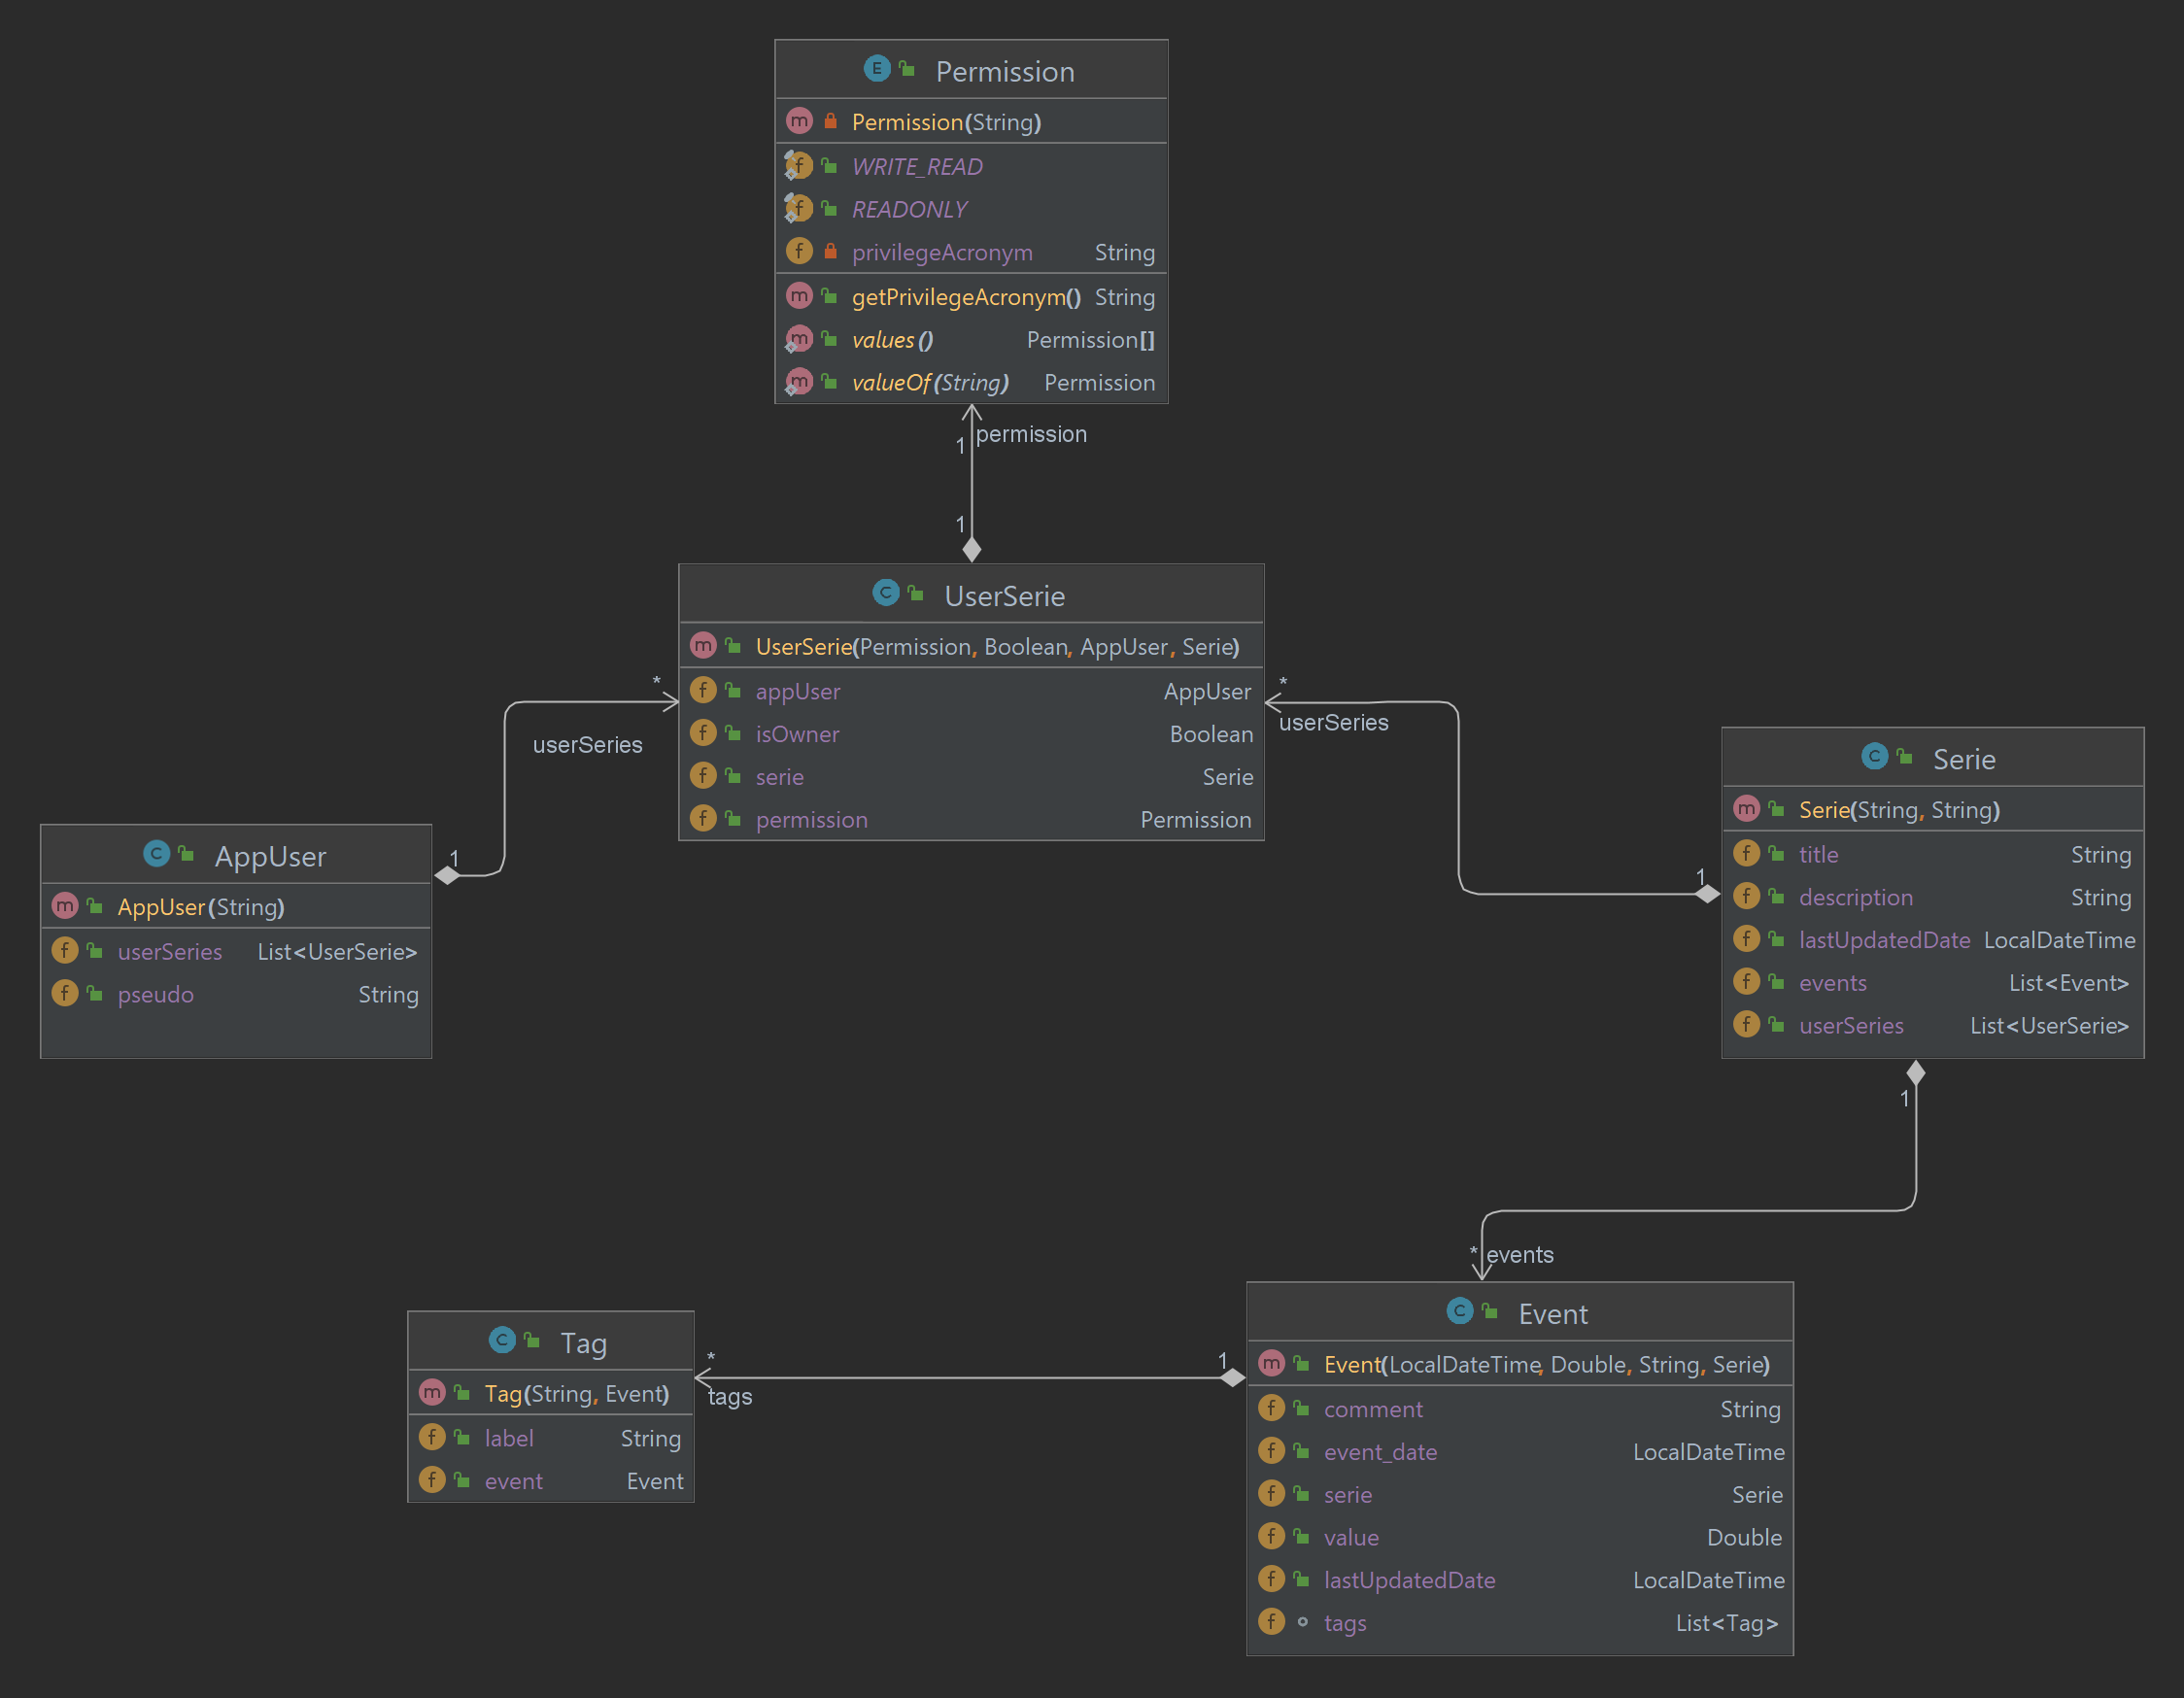 Permission
Permission(String)
WRITE_READ
READONLY
privilegeAcronym String
getPrivilegeAcronym() String
values() Permission[]
valueOf(String) Permission
1 permission
1
UserSerie
UserSerie(Permission, Boolean, AppUser, Serie)
appUser AppUser
isOwner Boolean
serie Serie
permission Permission
*
userSeries
1
*
userSeries
1
AppUser
AppUser(String)
userSeries List<UserSerie>
pseudo String
Serie
Serie(String, String)
title String
description String
lastUpdatedDate LocalDateTime
events List<Event>
userSeries List<UserSerie>
1
* events
Tag
Tag(String, Event)
label String
event Event
*
tags
1
Event
Event(LocalDateTime, Double, String, Serie)
comment String
event_date LocalDateTime
serie Serie
value Double
lastUpdatedDate LocalDateTime
tags List<Tag>